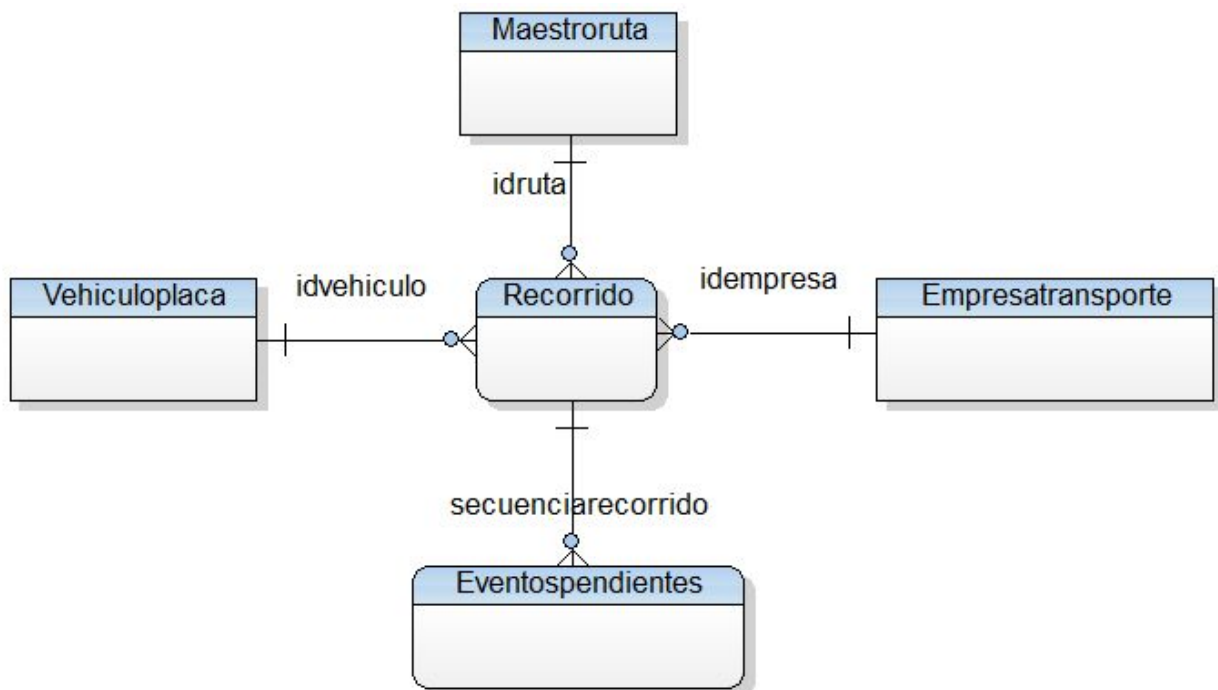 Maestroruta
idruta
Vehiculoplaca
idvehiculo
Recorrido
idempresa
Empresatransporte
secuenciarecorrido
Eventospendientes